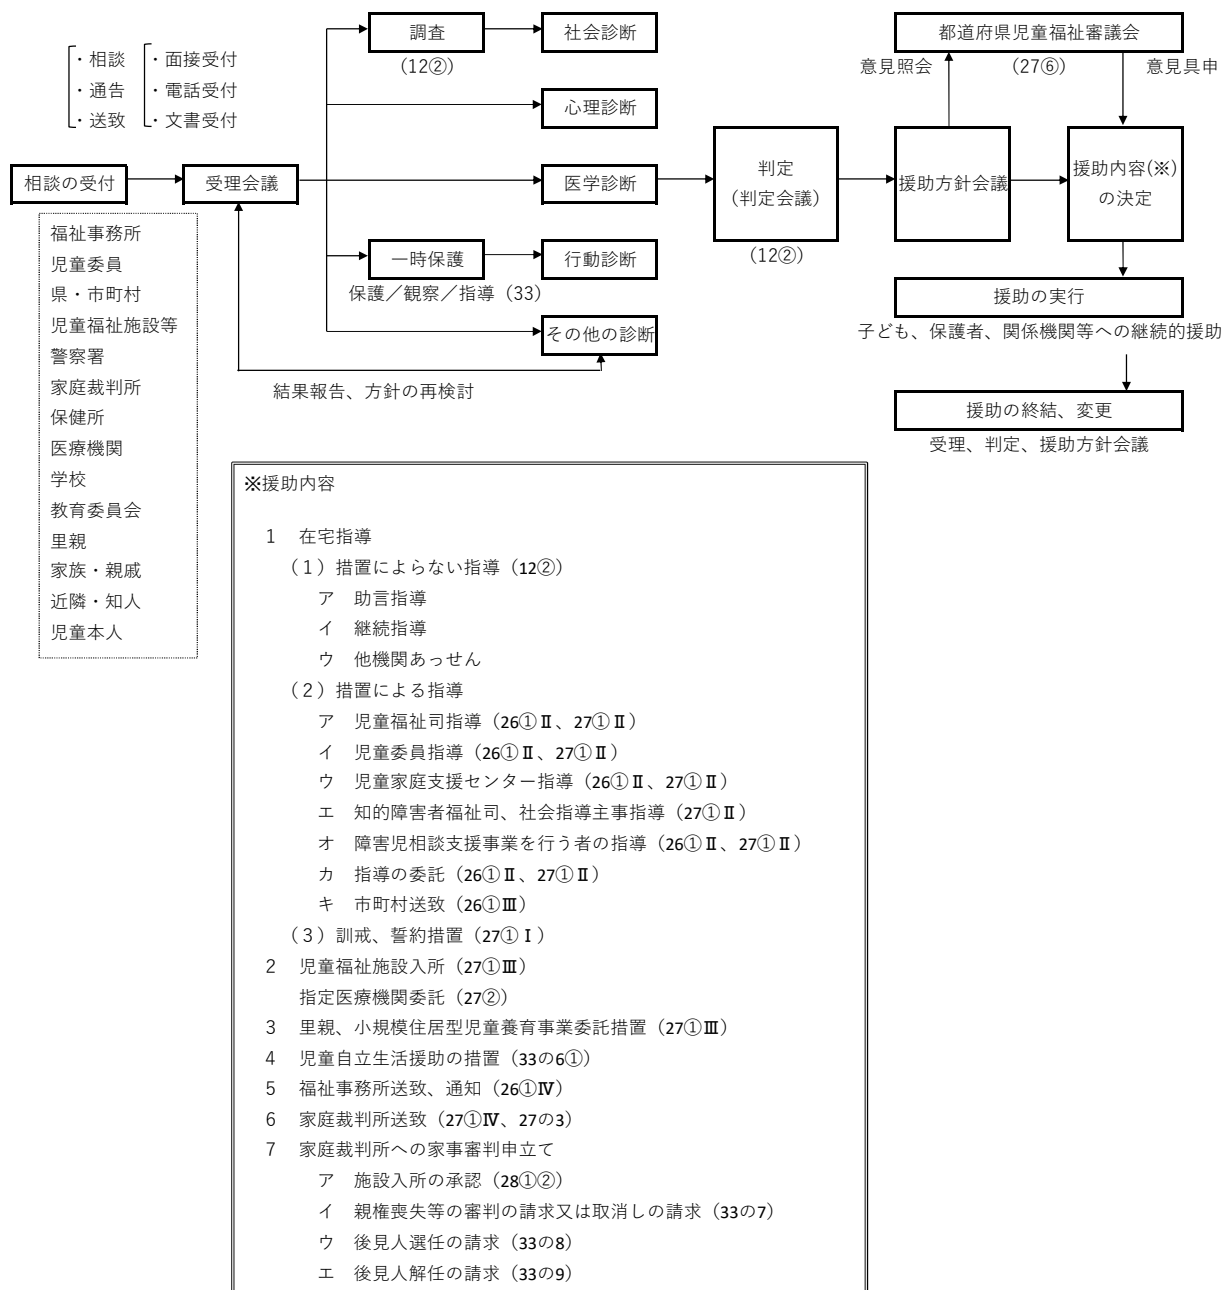 ・相談
・通告
・送致
・面接受付
・電話受付
・文書受付
相談の受付
受理会議
福祉事務所
児童委員
県・市町村
児童福祉施設等
警察署
家庭裁判所
保健所
医療機関
学校
教育委員会
里親
家族・親戚
近隣・知人
児童本人
調査
(12②)
社会診断
心理診断
医学診断
一時保護
保護／観察／指導（33）
行動診断
その他の診断
結果報告、方針の再検討
判定
(判定会議)
(12②)
都道府県児童福祉審議会
意見照会
(27⑥)
意見具申
援助方針会議
援助内容(※)
の決定
援助の実行
子ども、保護者、関係機関等への継続的援助
援助の終結、変更
受理、判定、援助方針会議
※援助内容
1　在宅指導
（1）措置によらない指導（12②）
ア　助言指導
イ　継続指導
ウ　他機関あっせん
（2）措置による指導
ア　児童福祉司指導（26①Ⅱ、27①Ⅱ）
イ　児童委員指導（26①Ⅱ、27①Ⅱ）
ウ　児童家庭支援センター指導（26①Ⅱ、27①Ⅱ）
エ　知的障害者福祉司、社会指導主事指導（27①Ⅱ）
オ　障害児相談支援事業を行う者の指導（26①Ⅱ、27①Ⅱ）
カ　指導の委託（26①Ⅱ、27①Ⅱ）
キ　市町村送致（26①Ⅲ）
（3）訓戒、誓約措置（27①Ⅰ）
2　児童福祉施設入所（27①Ⅲ）
指定医療機関委託（27②）
3　里親、小規模住居型児童養育事業委託措置（27①Ⅲ）
4　児童自立生活援助の措置（33の6①）
5　福祉事務所送致、通知（26①Ⅳ）
6　家庭裁判所送致（27①Ⅳ、27の3）
7　家庭裁判所への家事審判申立て
ア　施設入所の承認（28①②）
イ　親権喪失等の審判の請求又は取消しの請求（33の7）
ウ　後見人選任の請求（33の8）
エ　後見人解任の請求（33の9）